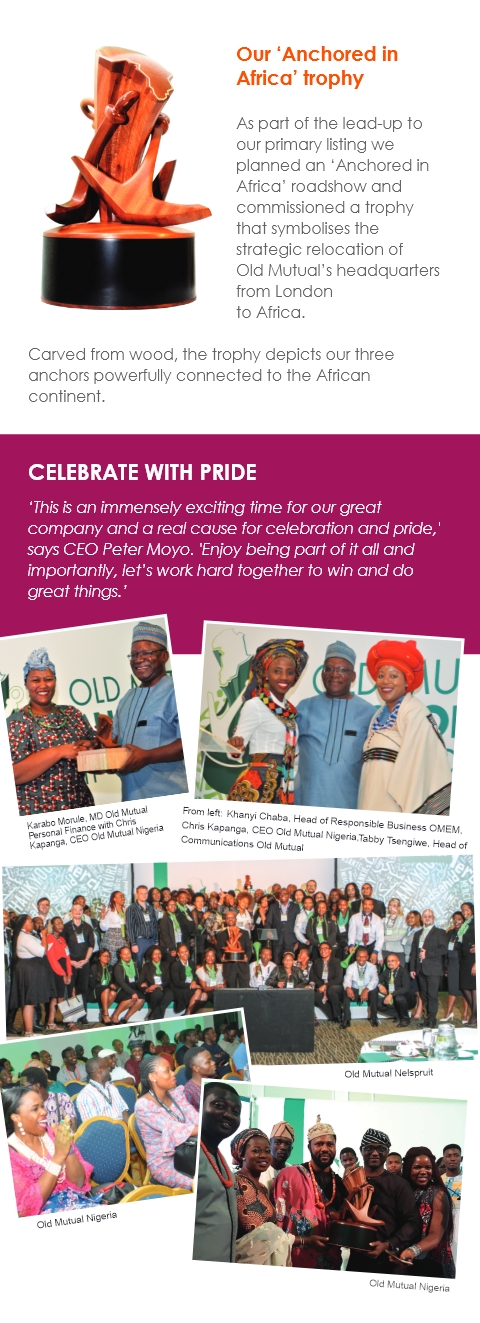 Our ‘Anchored in
Africa’ trophy
As part of the lead-up to
our primary listing we
planned an ‘Anchored in
Africa’ roadshow and
commissioned a trophy
that symbolises the
strategic relocation of
Old Mutual’s headquarters
from London
to Africa.
Carved from wood, the trophy depicts our three
anchors powerfully connected to the African
continent.
CELEBRATE WITH PRIDE
‘This is an immensely exciting time for our great
company and a real cause for celebration and pride,'
says CEO Peter Moyo. 'Enjoy being part of it all and
importantly, let’s work hard together to win and do
great things.’
OLD MUT
OLD MU
Karabo Morule, MD Old Mutual
Personal Finance with Chris
Kapanga, CEO Old Mutual Nigeria
From left: Khanyi Chaba, Head of Responsible Business OMEM,
Chris Kapanga, CEO Old Mutual Nigeria,Tabby Tsengiwe, Head of
Communications Old Mutual
Old Mutual Nelspruit
Old Mutual Nigeria
Old Mutual Nigeria